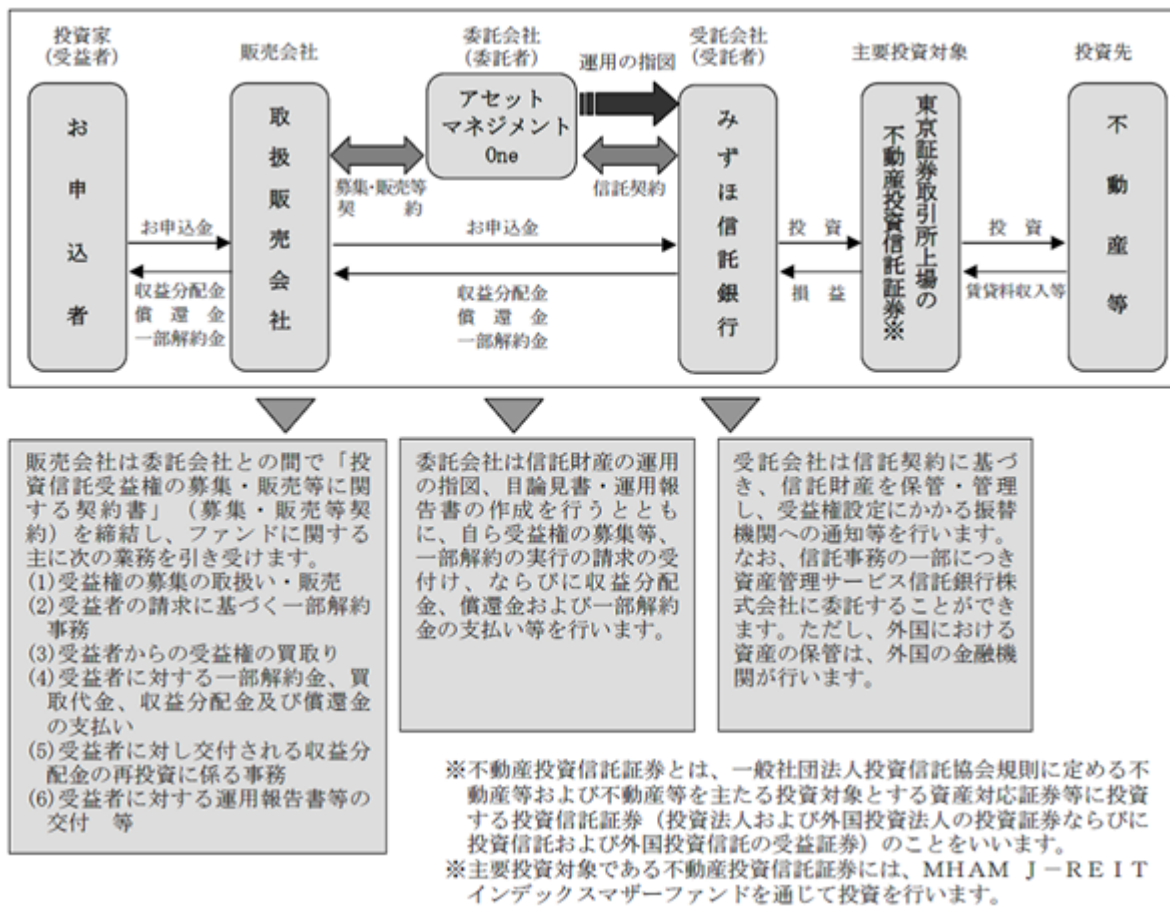 投資家
(受益者)
販売会社
委託会社
(委託者)
受託会社
(受託者)
主要投資対象
投資先
運用の指図
お申込者
取扱販売会社
アセット
マネジメント
One
みずほ信託銀行
東京証券取引所上場の
不動産投資信託証券※
不動産等
募集・販売等
契約
信託契約
お申込金
収益分配金
償還金
一部解約金
お申込金
収益分配金
償還金
一部解約金
投資
損益
投資
賃貸料収入等
販売会社は委託会社との間で「投
資信託受益権の募集・販売等に関
する契約書」（募集・販売等契
約）を締結し、ファンドに関する
主に次の業務を引き受けます。
(1)受益権の募集の取扱い・販売
(2)受益者の請求に基づく一部解約
事務
(3)受益者からの受益権の買取り
(4)受益者に対する一部解約金、買
取代金、収益分配金及び償還金
の支払い
(5)受益者に対し交付される収益分
配金の再投資に係る事務
(6)受益者に対する運用報告書等の
交付　等
委託会社は信託財産の運用
の指図、目論見書・運用報
告書の作成を行うととも
に、自ら受益権の募集等、
一部解約の実行の請求の受
付け、ならびに収益分配
金、償還金および一部解約
金の支払い等を行います。
受託会社は信託契約に基づ
き、信託財産を保管・管理
し、受益権設定にかかる振替
機関への通知等を行います。
なお、信託事務の一部につき
資産管理サービス信託銀行株
式会社に委託することができ
ます。ただし、外国における
資産の保管は、外国の金融機
関が行います。
※不動産投資信託証券とは、一般社団法人投資信託協会規則に定める不
動産等および不動産等を主たる投資対象とする資産対応証券等に投資
する投資信託証券（投資法人および外国投資法人の投資証券ならびに
投資信託および外国投資信託の受益証券）のことをいいます。
※主要投資対象である不動産投資信託証券には、ＭＨＡＭ　Ｊ－ＲＥＩＴ
インデックスマザーファンドを通じて投資を行います。